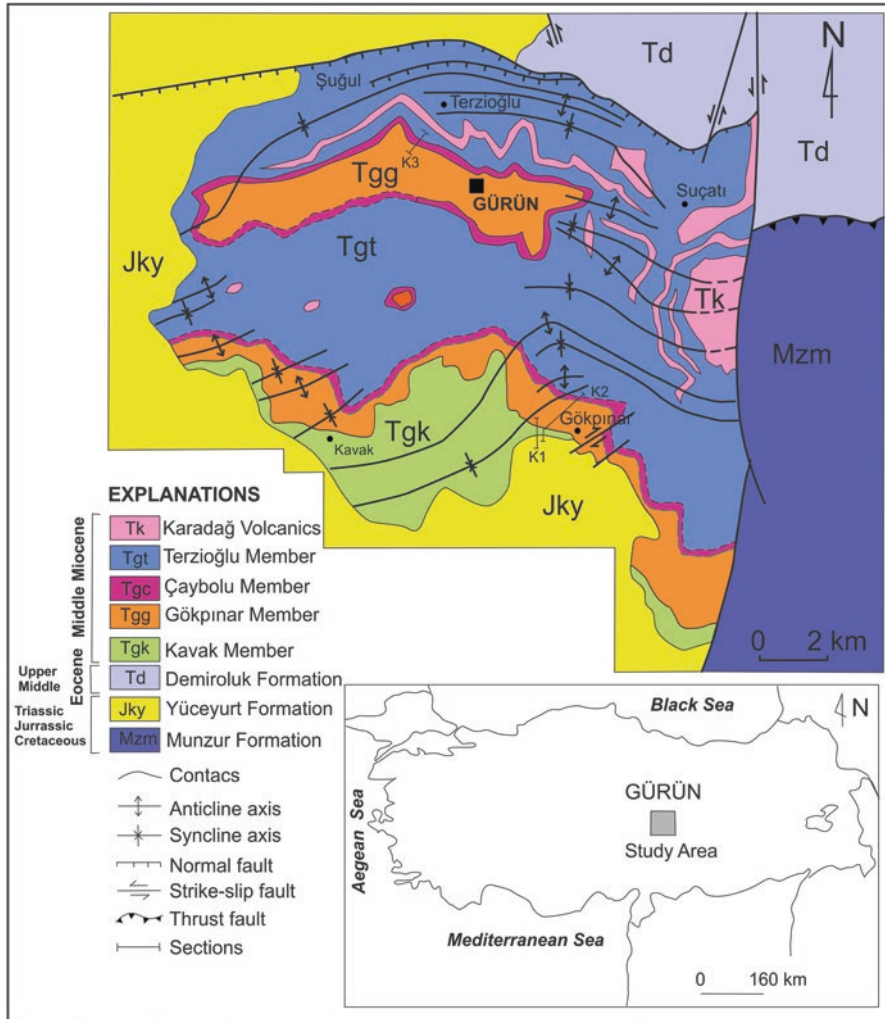 Td
N
Şuğul
Terzioğlu
Td
K3
Tgg
GÜRÜN
Suçatı
Jky
Tgt
Tk
Mzm
K2
Tgk
Gökpınar
Kavak
K1
Jky
0 2 km
EXPLANATIONS
Middle Miocene
Tk Karadağ Volcanics
Tgt Terzioğlu Member
Tgc Çaybolu Member
Tgg Gökpınar Member
Tgk Kavak Member
Eocene
Upper
Middle
Td Demiroluk Formation
Triassic
Jurrassic
Cretaceous
Jky Yüceyurt Formation
Mzm Munzur Formation
Contacs
Anticline axis
Syncline axis
Normal fault
Strike-slip fault
Thrust fault
Sections
Black Sea
N
GÜRÜN
Study Area
Aegean Sea
Mediterranean Sea
0 160 km